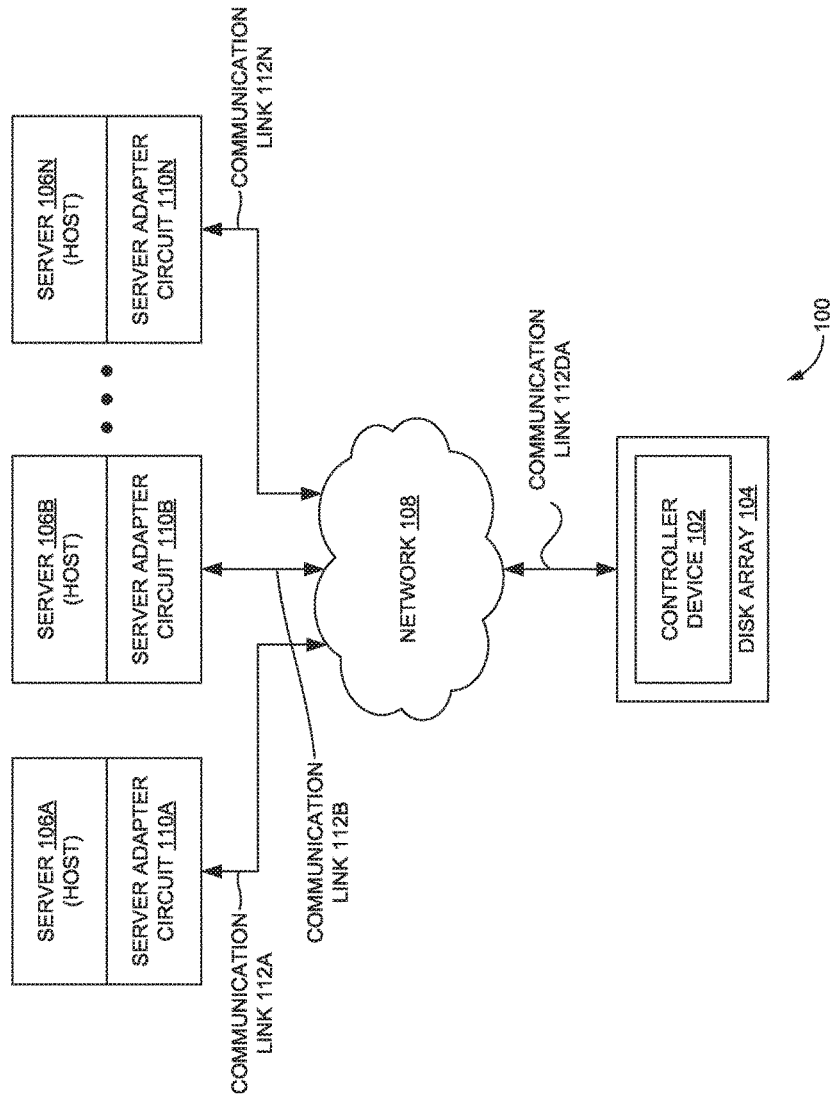 SERVER 106A
(HOST)
SERVER ADAPTER
CIRCUIT 110A
SERVER 106B
(HOST)
SERVER ADAPTER
CIRCUIT 110B
SERVER 106N
(HOST)
SERVER ADAPTER
CIRCUIT 110N
COMMUNICATION
LINK 112A
COMMUNICATION
LINK 112B
COMMUNICATION
LINK 112N
NETWORK 108
COMMUNICATION
LINK 112DA
CONTROLLER
DEVICE 102
DISK ARRAY 104
100